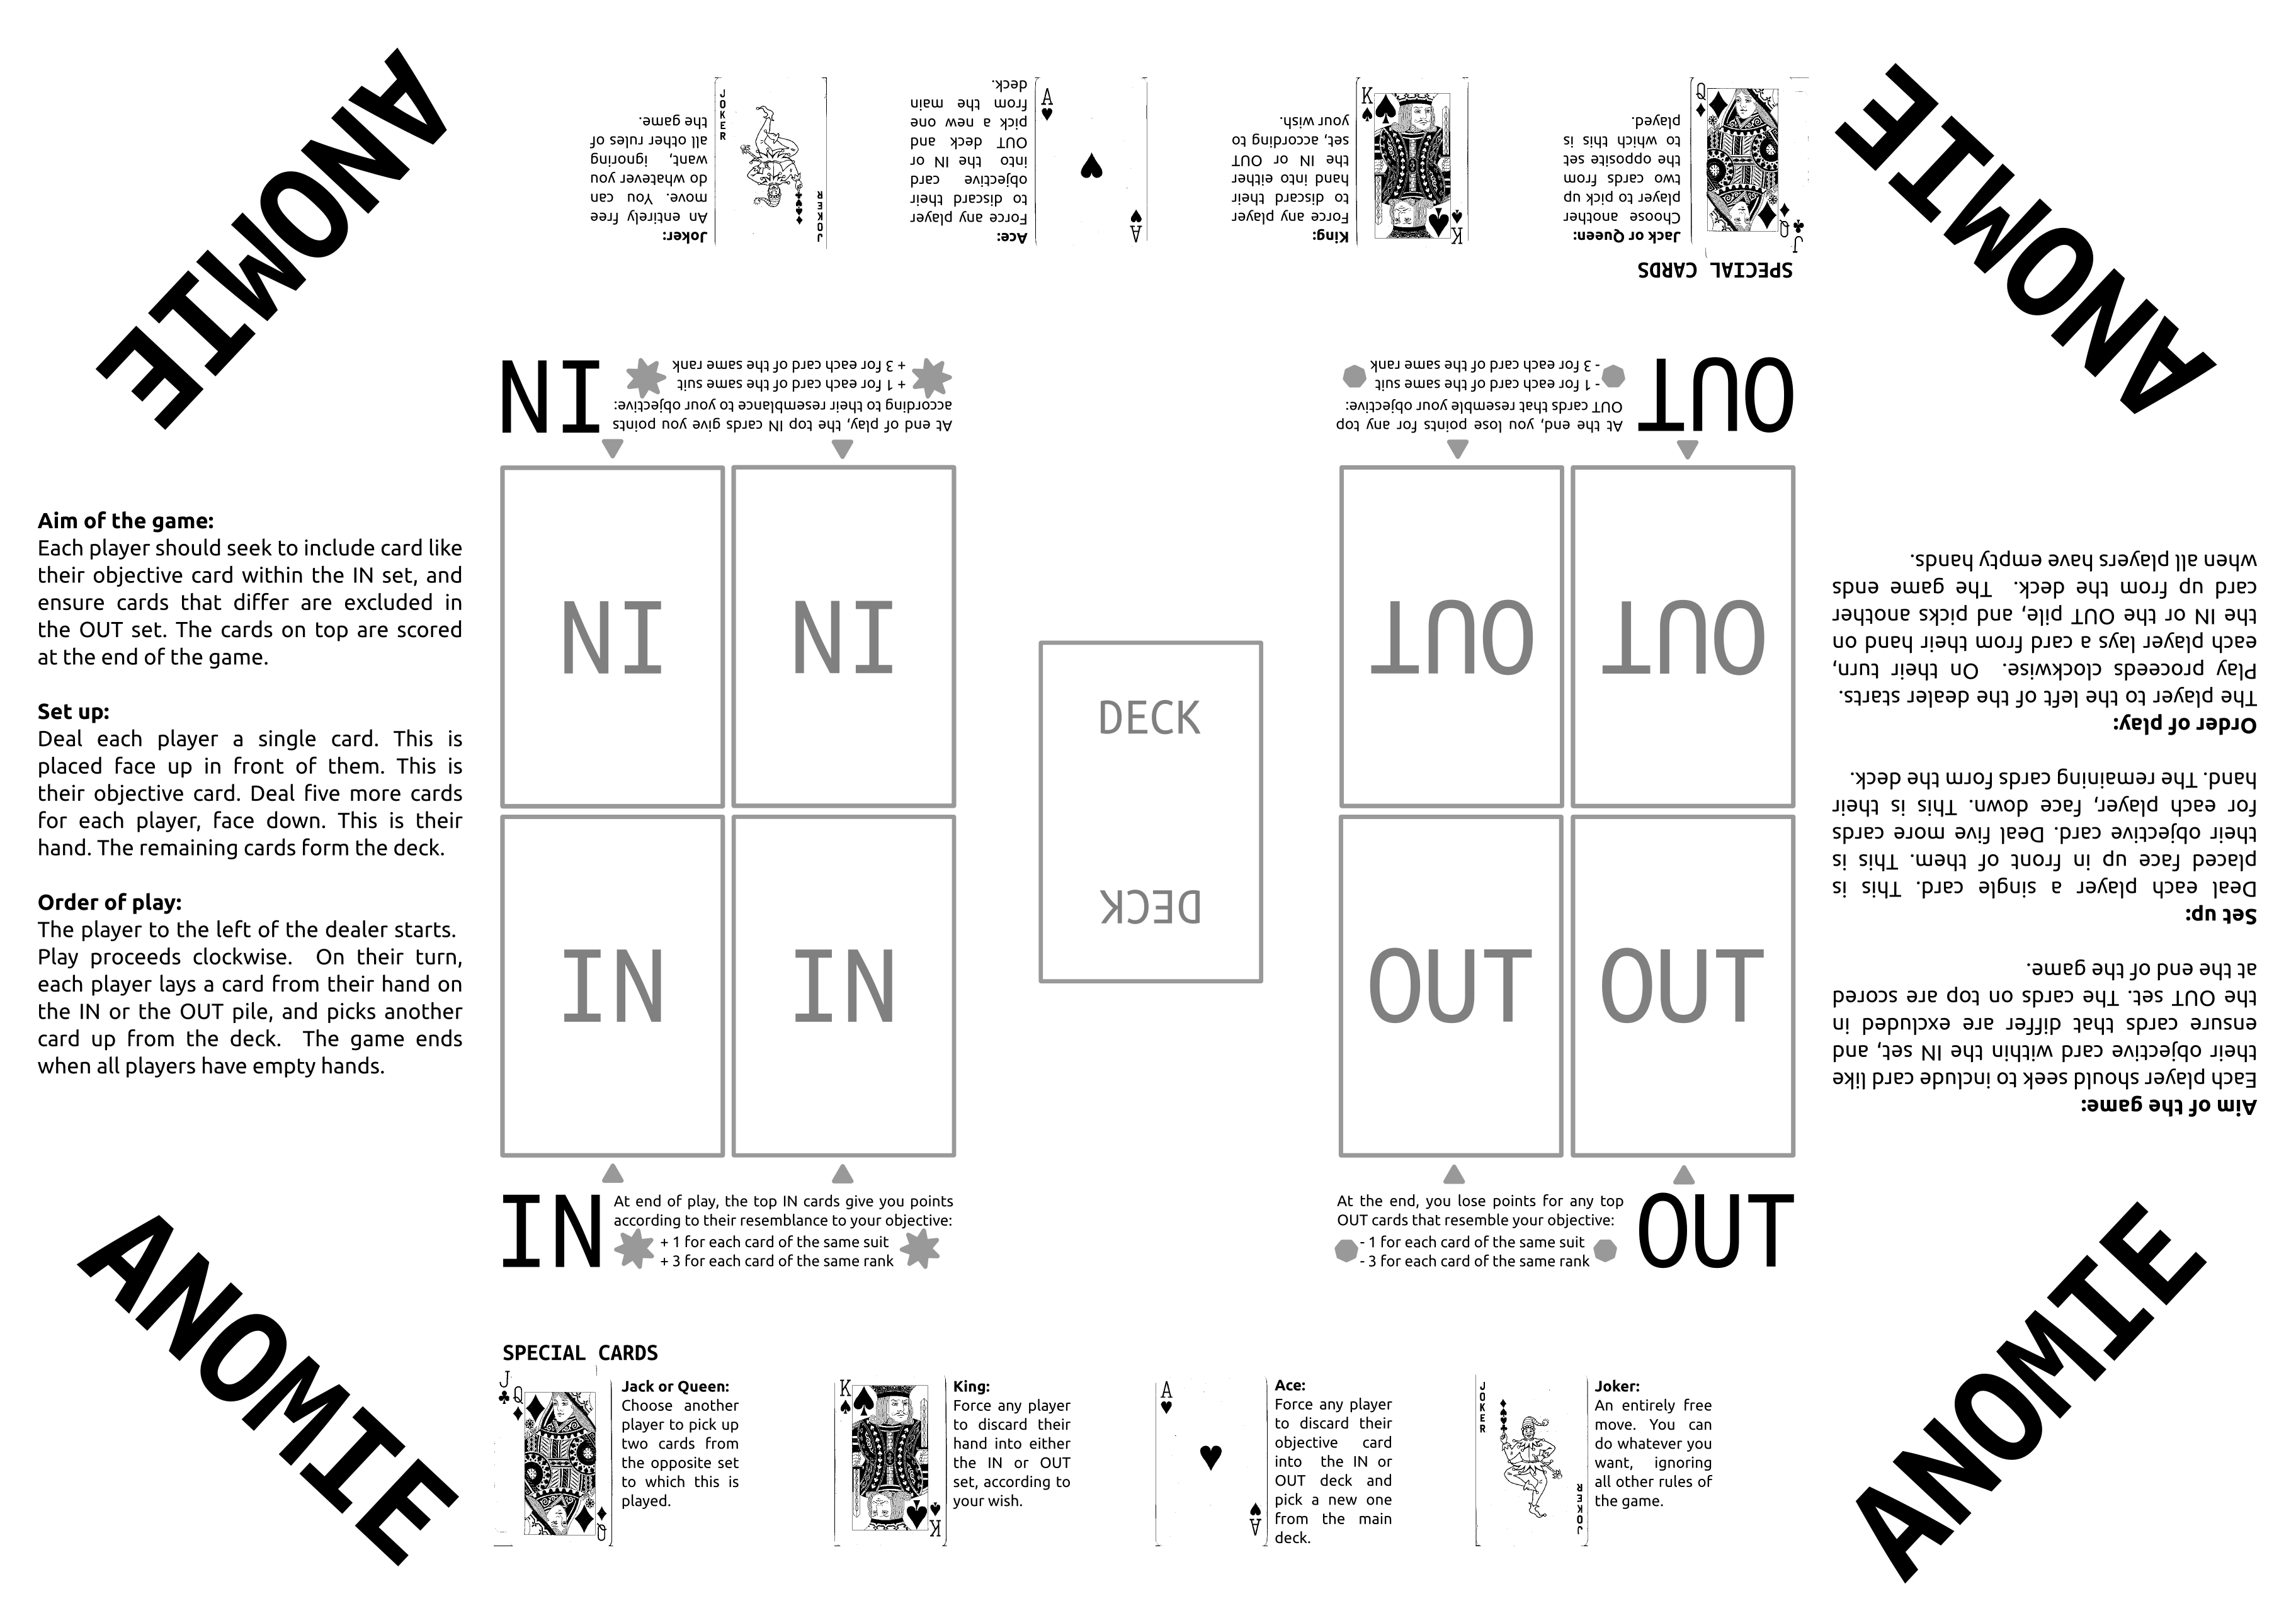 ANOMIE
ANOMIE
SPECIAL CARDS
Jack or Queen:
Choose another
player to pick up
two cards from
the opposite set
to which this is
played.
J
Q
Q
King:
Force any player
to discard their
hand into either
the IN or OUT
set, according to
your wish.
K
K
Ace:
Force any player
to discard their
objective card
into the IN or
OUT deck and
pick a new one
from the main
deck.
A
A
Joker:
An entirely free
move. You can
do whatever you
want, ignoring
all other rules of
the game.
JOKER
JOKER
IN
At end of play, the top IN cards give you points
according to their resemblance to your objective:
+ 1 for each card of the same suit
+ 3 for each card of the same rank
OUT
At the end, you lose points for any top
OUT cards that resemble your objective:
- 1 for each card of the same suit
- 3 for each card of the same rank
Aim of the game:
Each player should seek to include card like
their objective card within the IN set, and
ensure cards that differ are excluded in
the OUT set. The cards on top are scored
at the end of the game.
Set up:
Deal each player a single card. This is
placed face up in front of them. This is
their objective card. Deal five more cards
for each player, face down. This is their
hand. The remaining cards form the deck.
Order of play:
The player to the left of the dealer starts.
Play proceeds clockwise. On their turn,
each player lays a card from their hand on
the IN or the OUT pile, and picks another
card up from the deck. The game ends
when all players have empty hands.
IN
IN
IN
IN
DECK
DECK
OUT
OUT
OUT
OUT
Aim of the game:
Each player should seek to include card like
their objective card within the IN set, and
ensure cards that differ are excluded in
the OUT set. The cards on top are scored
at the end of the game.
Set up:
Deal each player a single card. This is
placed face up in front of them. This is
their objective card. Deal five more cards
for each player, face down. This is their
hand. The remaining cards form the deck.
Order of play:
The player to the left of the dealer starts.
Play proceeds clockwise. On their turn,
each player lays a card from their hand on
the IN or the OUT pile, and picks another
card up from the deck. The game ends
when all players have empty hands.
IN
At end of play, the top IN cards give you points
according to their resemblance to your objective:
+ 1 for each card of the same suit
+ 3 for each card of the same rank
At the end, you lose points for any top
OUT cards that resemble your objective:
- 1 for each card of the same suit
- 3 for each card of the same rank
OUT
ANOMIE
ANOMIE
SPECIAL CARDS
J
Q
Q
Jack or Queen:
Choose another
player to pick up
two cards from
the opposite set
to which this is
played.
K
K
King:
Force any player
to discard their
hand into either
the IN or OUT
set, according to
your wish.
A
A
Ace:
Force any player
to discard their
objective card
into the IN or
OUT deck and
pick a new one
from the main
deck.
JOKER
JOKER
Joker:
An entirely free
move. You can
do whatever you
want, ignoring
all other rules of
the game.